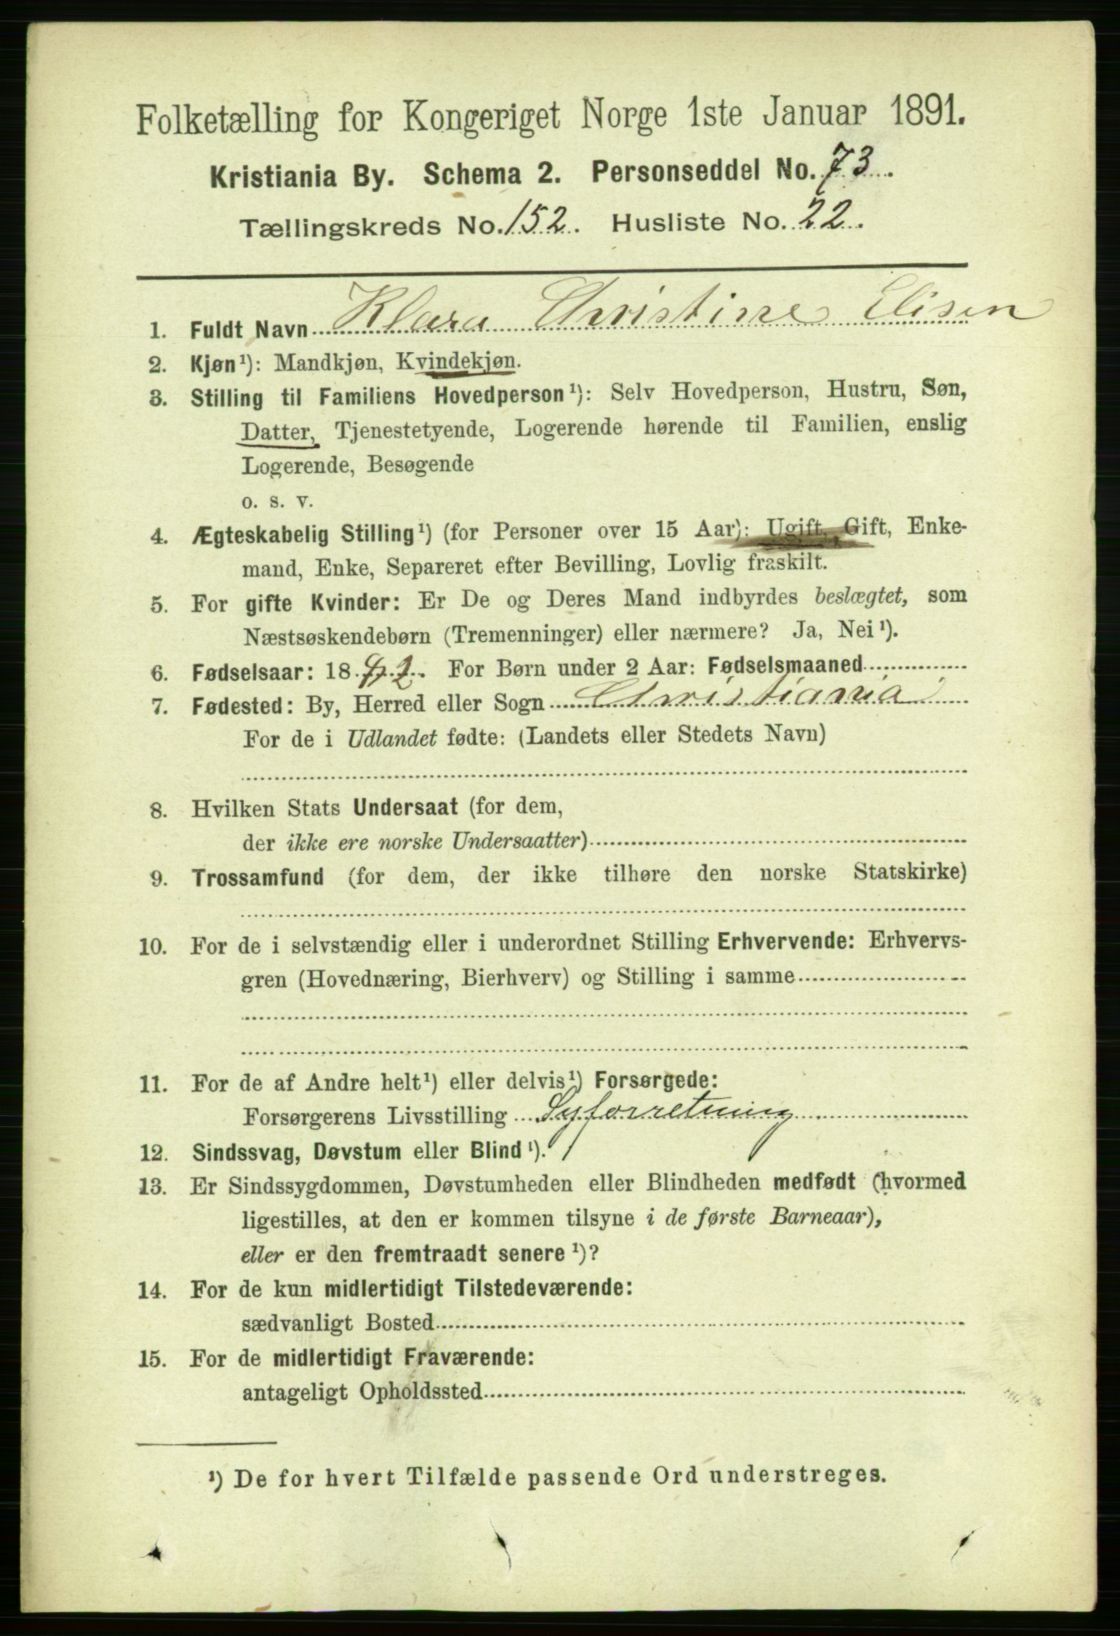 Folketælling for Kongeriget Norge 1ste Januar 1891.
Kristiania By. Schema 2. Personseddel No. 73.
Tællingskreds No. 152. Husliste No. 22.
1. Fuldt Navn Klara Christine Elisen
2. Kjøn¹): Mandkjøn, Kvindekjøn.
3. Stilling til Familiens Hovedperson¹): Selv Hovedperson, Hustru, Søn,
Datter, Tjenestetyende, Logerende hørende til Familien, enslig
Logerende, Besøgende
o. s. v.
4. Ægteskabelig Stilling¹) (for Personer over 15 Aar): Ugift, Gift, Enke-
mand, Enke, Separeret efter Bevilling, Lovlig fraskilt.
5. For gifte Kvinder: Er De og Deres Mand indbyrdes beslægtet, som
Næstsøskendebørn (Tremenninger) eller nærmere? Ja, Nei¹).
6. Fødselsaar: 18 For Børn under 2 Aar: Fødselsmaaned
7. Fødested: By, Herred eller Sogn Christiania
For de i Udlandet fødte: (Landets eller Stedets Navn)
8. Hvilken Stats Undersaat (for dem,
der ikke ere norske Undersaatter)
9. Trossamfund (for dem, der ikke tilhøre den norske Statskirke)
10. For de i selvstændig eller i underordnet Stilling Erhvervende: Erhvervs-
gren (Hovednæring, Bierhverv) og Stilling i samme
11. For de af Andre helt¹) eller delvis¹) Forsørgede:
Forsørgerens Livsstilling Syforretning
12. Sindssvag, Døvstum eller Blind¹).
13. Er Sindssygdommen, Døvstumheden eller Blindheden medfødt (hvormed
ligestilles, at den er kommen tilsyne i de første Barneaar),
eller er den fremtraadt senere¹)?
14. For de kun midlertidigt Tilstedeværende:
sædvanligt Bosted
15. For de midlertidigt Fraværende:
antageligt Opholdssted
¹) De for hvert Tilfælde passende Ord understreges.